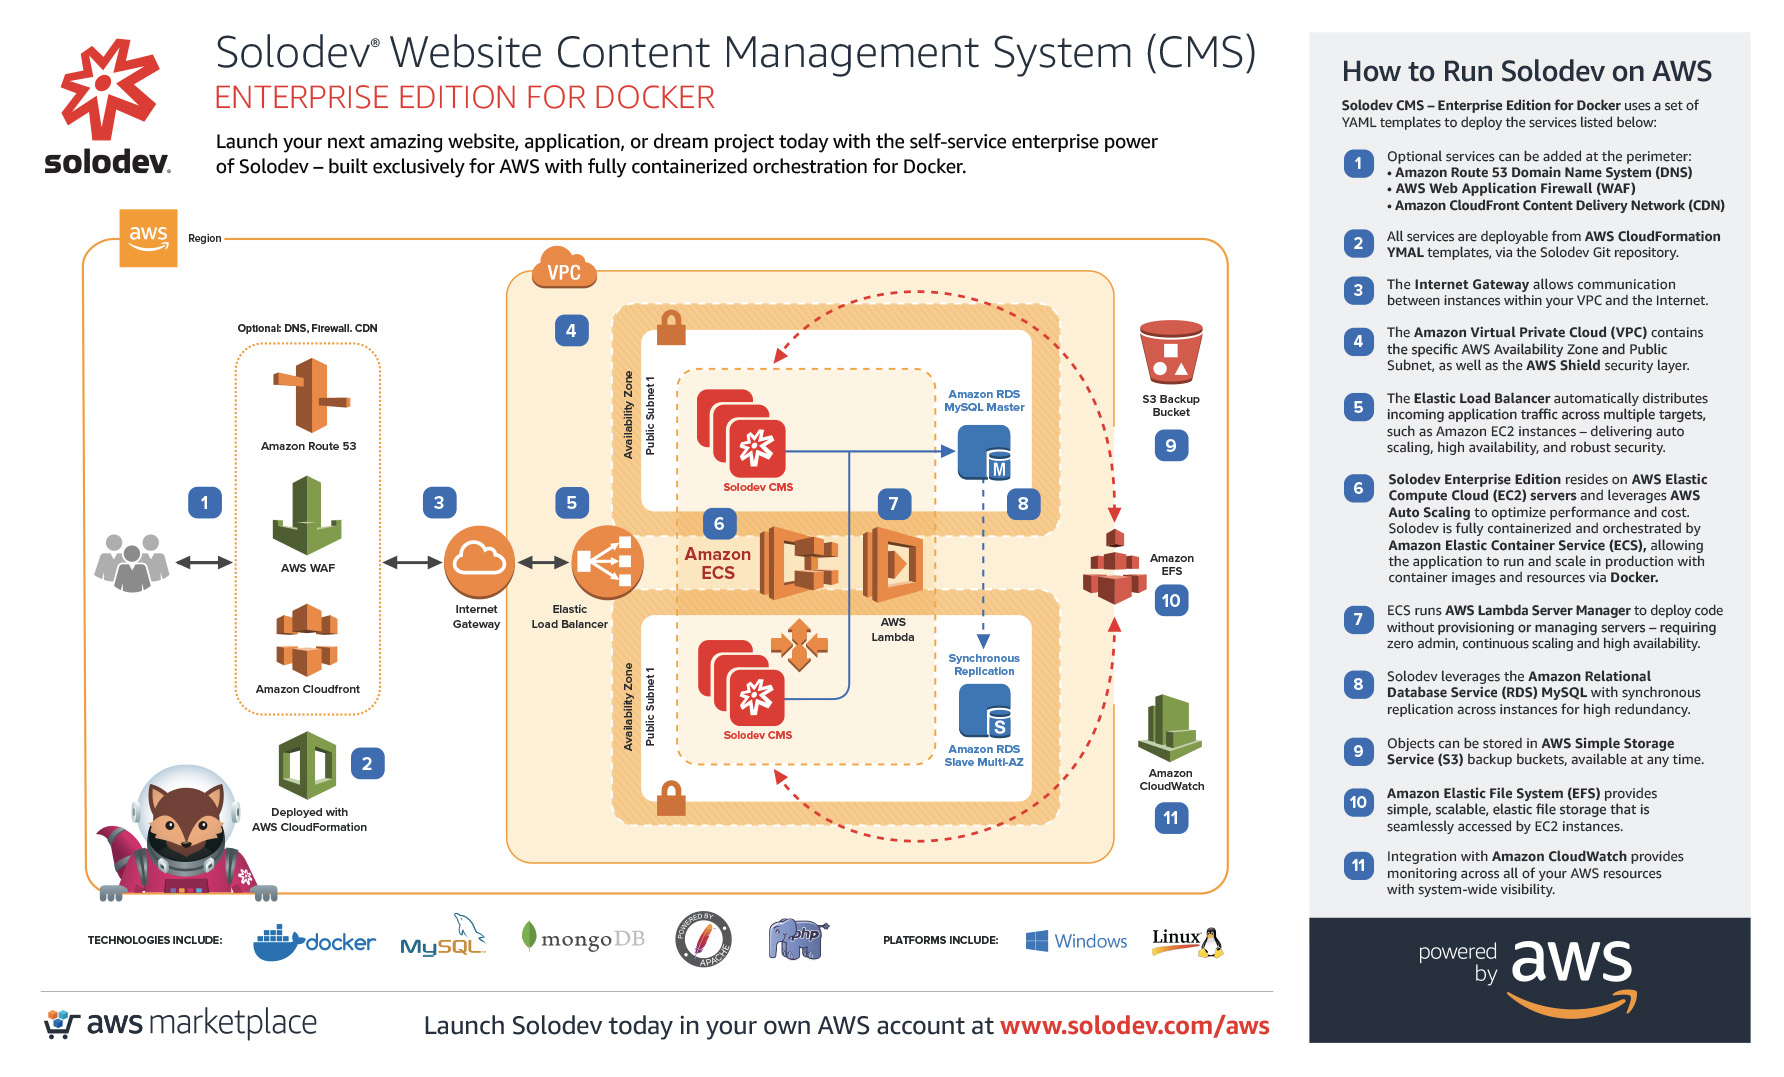 Solodev® Website Content Management System (CMS)
ENTERPRISE EDITION FOR DOCKER
Launch your next amazing website, application, or dream project today with the self-service enterprise power
of Solodev – built exclusively for AWS with fully containerized orchestration for Docker.
solodev.
aws
Region
VPC
4
Optional: DNS, Firewall. CDN
Amazon Route 53
AWS WAF
Amazon Cloudfront
1
2
Deployed with
AWS CloudFormation
3
Internet
Gateway
5
Elastic
Load Balancer
Availability Zone
Public Subnet 1
Solodev CMS
Amazon RDS
MySQL Master
M
6
7
8
Amazon
ECS
AWS
Lambda
Availability Zone
Public Subnet 1
Solodev CMS
Synchronous
Replication
S
Amazon RDS
Slave Multi-AZ
S3 Backup
Bucket
9
Amazon
EFS
10
Amazon
CloudWatch
11
TECHNOLOGIES INCLUDE:
docker
MySQL
mongoDB
POWERED BY
APACHE
php
PLATFORMS INCLUDE:
Windows
Linux
aws marketplace
Launch Solodev today in your own AWS account at www.solodev.com/aws
How to Run Solodev on AWS
Solodev CMS – Enterprise Edition for Docker uses a set of
YAML templates to deploy the services listed below:
1
Optional services can be added at the perimeter:
• Amazon Route 53 Domain Name System (DNS)
• AWS Web Application Firewall (WAF)
• Amazon CloudFront Content Delivery Network (CDN)
2
All services are deployable from AWS CloudFormation
YMAL templates, via the Solodev Git repository.
3
The Internet Gateway allows communication
between instances within your VPC and the Internet.
4
The Amazon Virtual Private Cloud (VPC) contains
the specific AWS Availability Zone and Public
Subnet, as well as the AWS Shield security layer.
5
The Elastic Load Balancer automatically distributes
incoming application traffic across multiple targets,
such as Amazon EC2 instances – delivering auto
scaling, high availability, and robust security.
6
Solodev Enterprise Edition resides on AWS Elastic
Compute Cloud (EC2) servers and leverages AWS
Auto Scaling to optimize performance and cost.
Solodev is fully containerized and orchestrated by
Amazon Elastic Container Service (ECS), allowing
the application to run and scale in production with
container images and resources via Docker.
7
ECS runs AWS Lambda Server Manager to deploy code
without provisioning or managing servers – requiring
zero admin, continuous scaling and high availability.
8
Solodev leverages the Amazon Relational
Database Service (RDS) MySQL with synchronous
replication across instances for high redundancy.
9
Objects can be stored in AWS Simple Storage
Service (S3) backup buckets, available at any time.
10
Amazon Elastic File System (EFS) provides
simple, scalable, elastic file storage that is
seamlessly accessed by EC2 instances.
11
Integration with Amazon CloudWatch provides
monitoring across all of your AWS resources
with system-wide visibility.
powered
by
aws